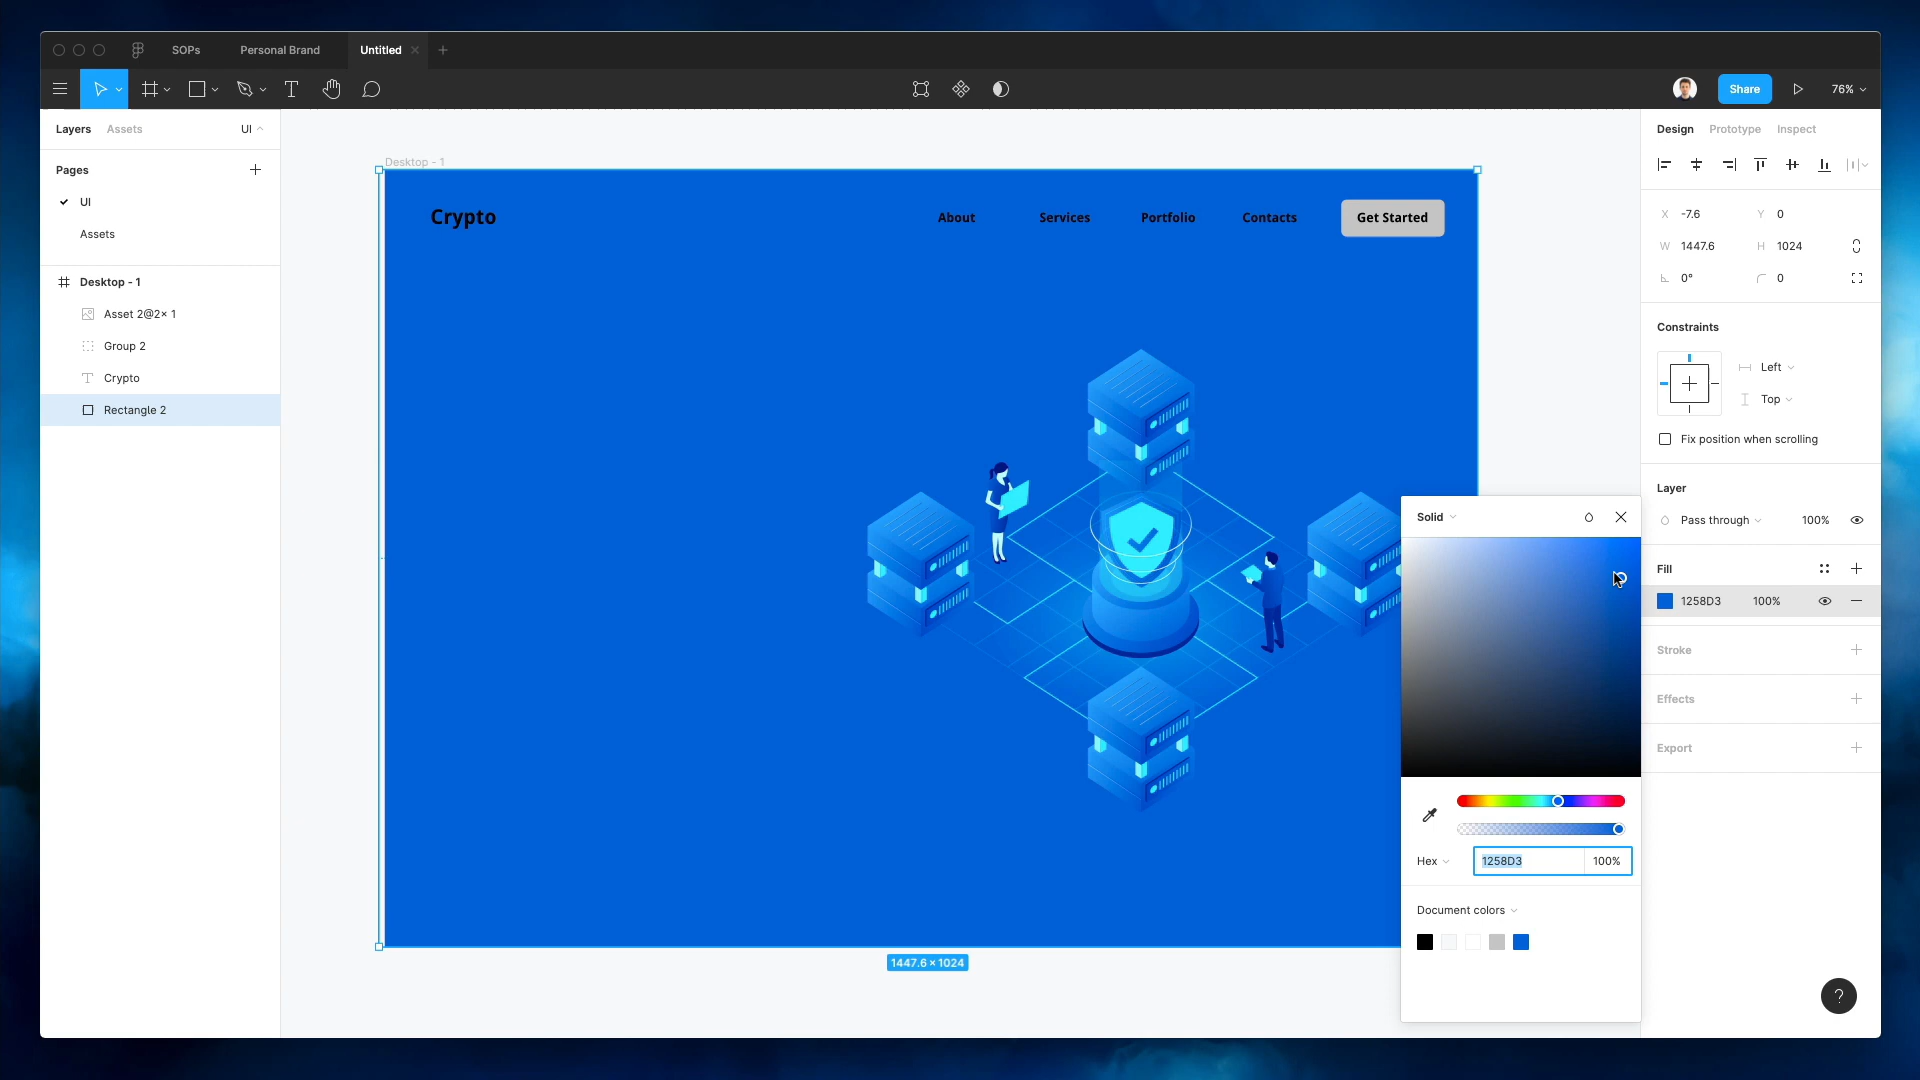 SOPs Personal Brand Untitled
Share 76%
Layers Assets UI
Pages
UI
Assets
Desktop - 1
Asset 2@2x 1
Group 2
Crypto
Rectangle 2
Desktop - 1
Crypto About Services Portfolio Contacts Get Started
1447.6 × 1024
Design Prototype Inspect
X -7.6 Y 0
W 1447.6 H 1024
0° 0
Constraints
Left
Top
Fix position when scrolling
Layer
Pass through 100%
Fill
1258D3 100%
Stroke
Effects
Export
Solid
Hex 1258D3 100%
Document colors
?